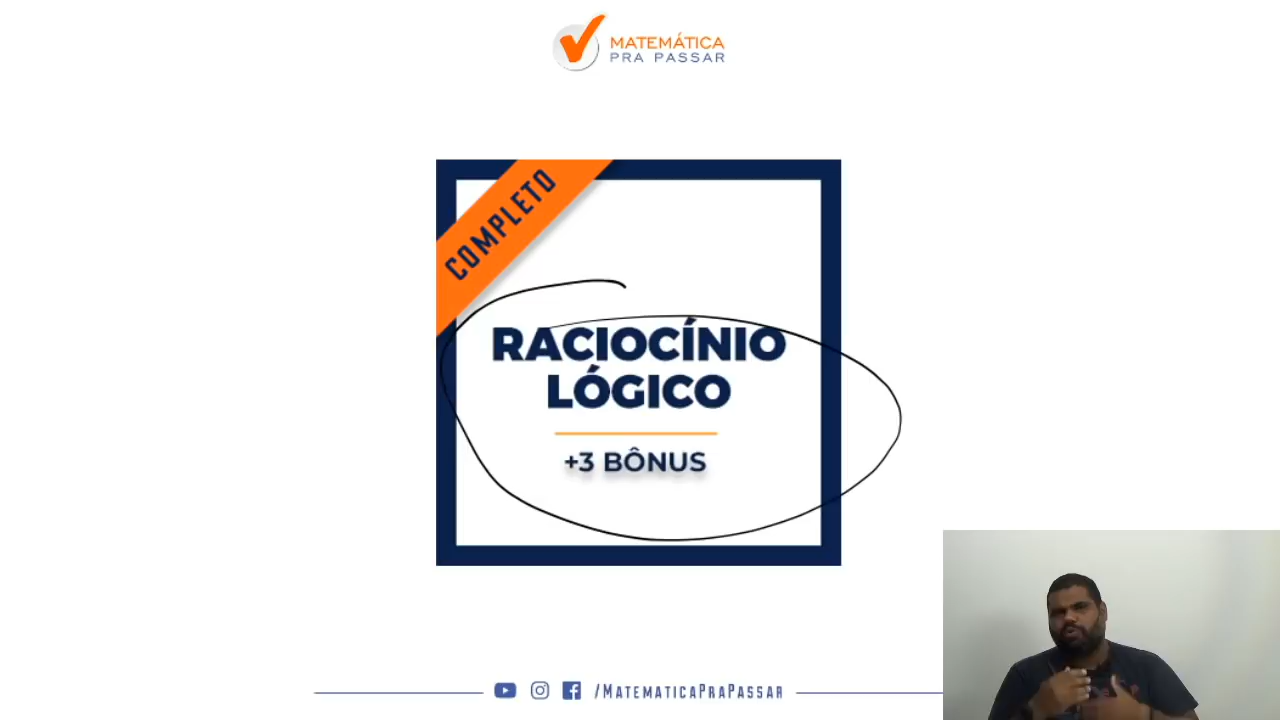 MATEMÁTICA
PRA PASSAR
COMPLETO
RACIOCÍNIO
LÓGICO
+3 BÔNUS
/MATEMATICAPRAPASSAR